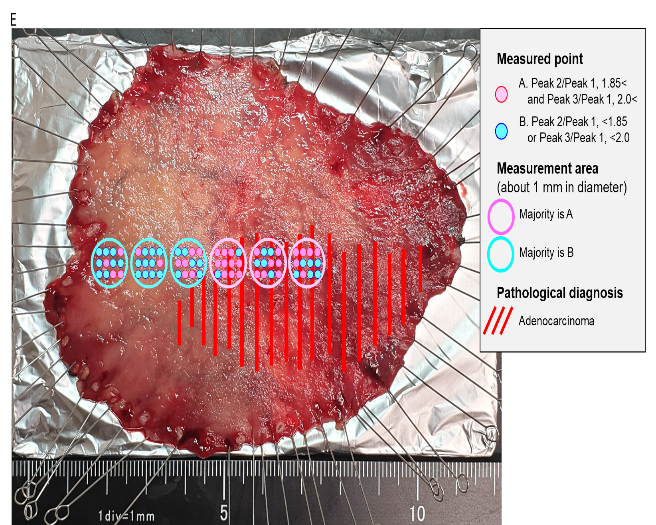 E
Measured point
A. Peak 2/Peak 1, 1.85<
and Peak 3/Peak 1, 2.0<
B. Peak 2/Peak 1, <1.85
or Peak 3/Peak 1, <2.0
Measurement area
(about 1 mm in diameter)
Majority is A
Majority is B
Pathological diagnosis
Adenocarcinoma
1div=1mm
5
10